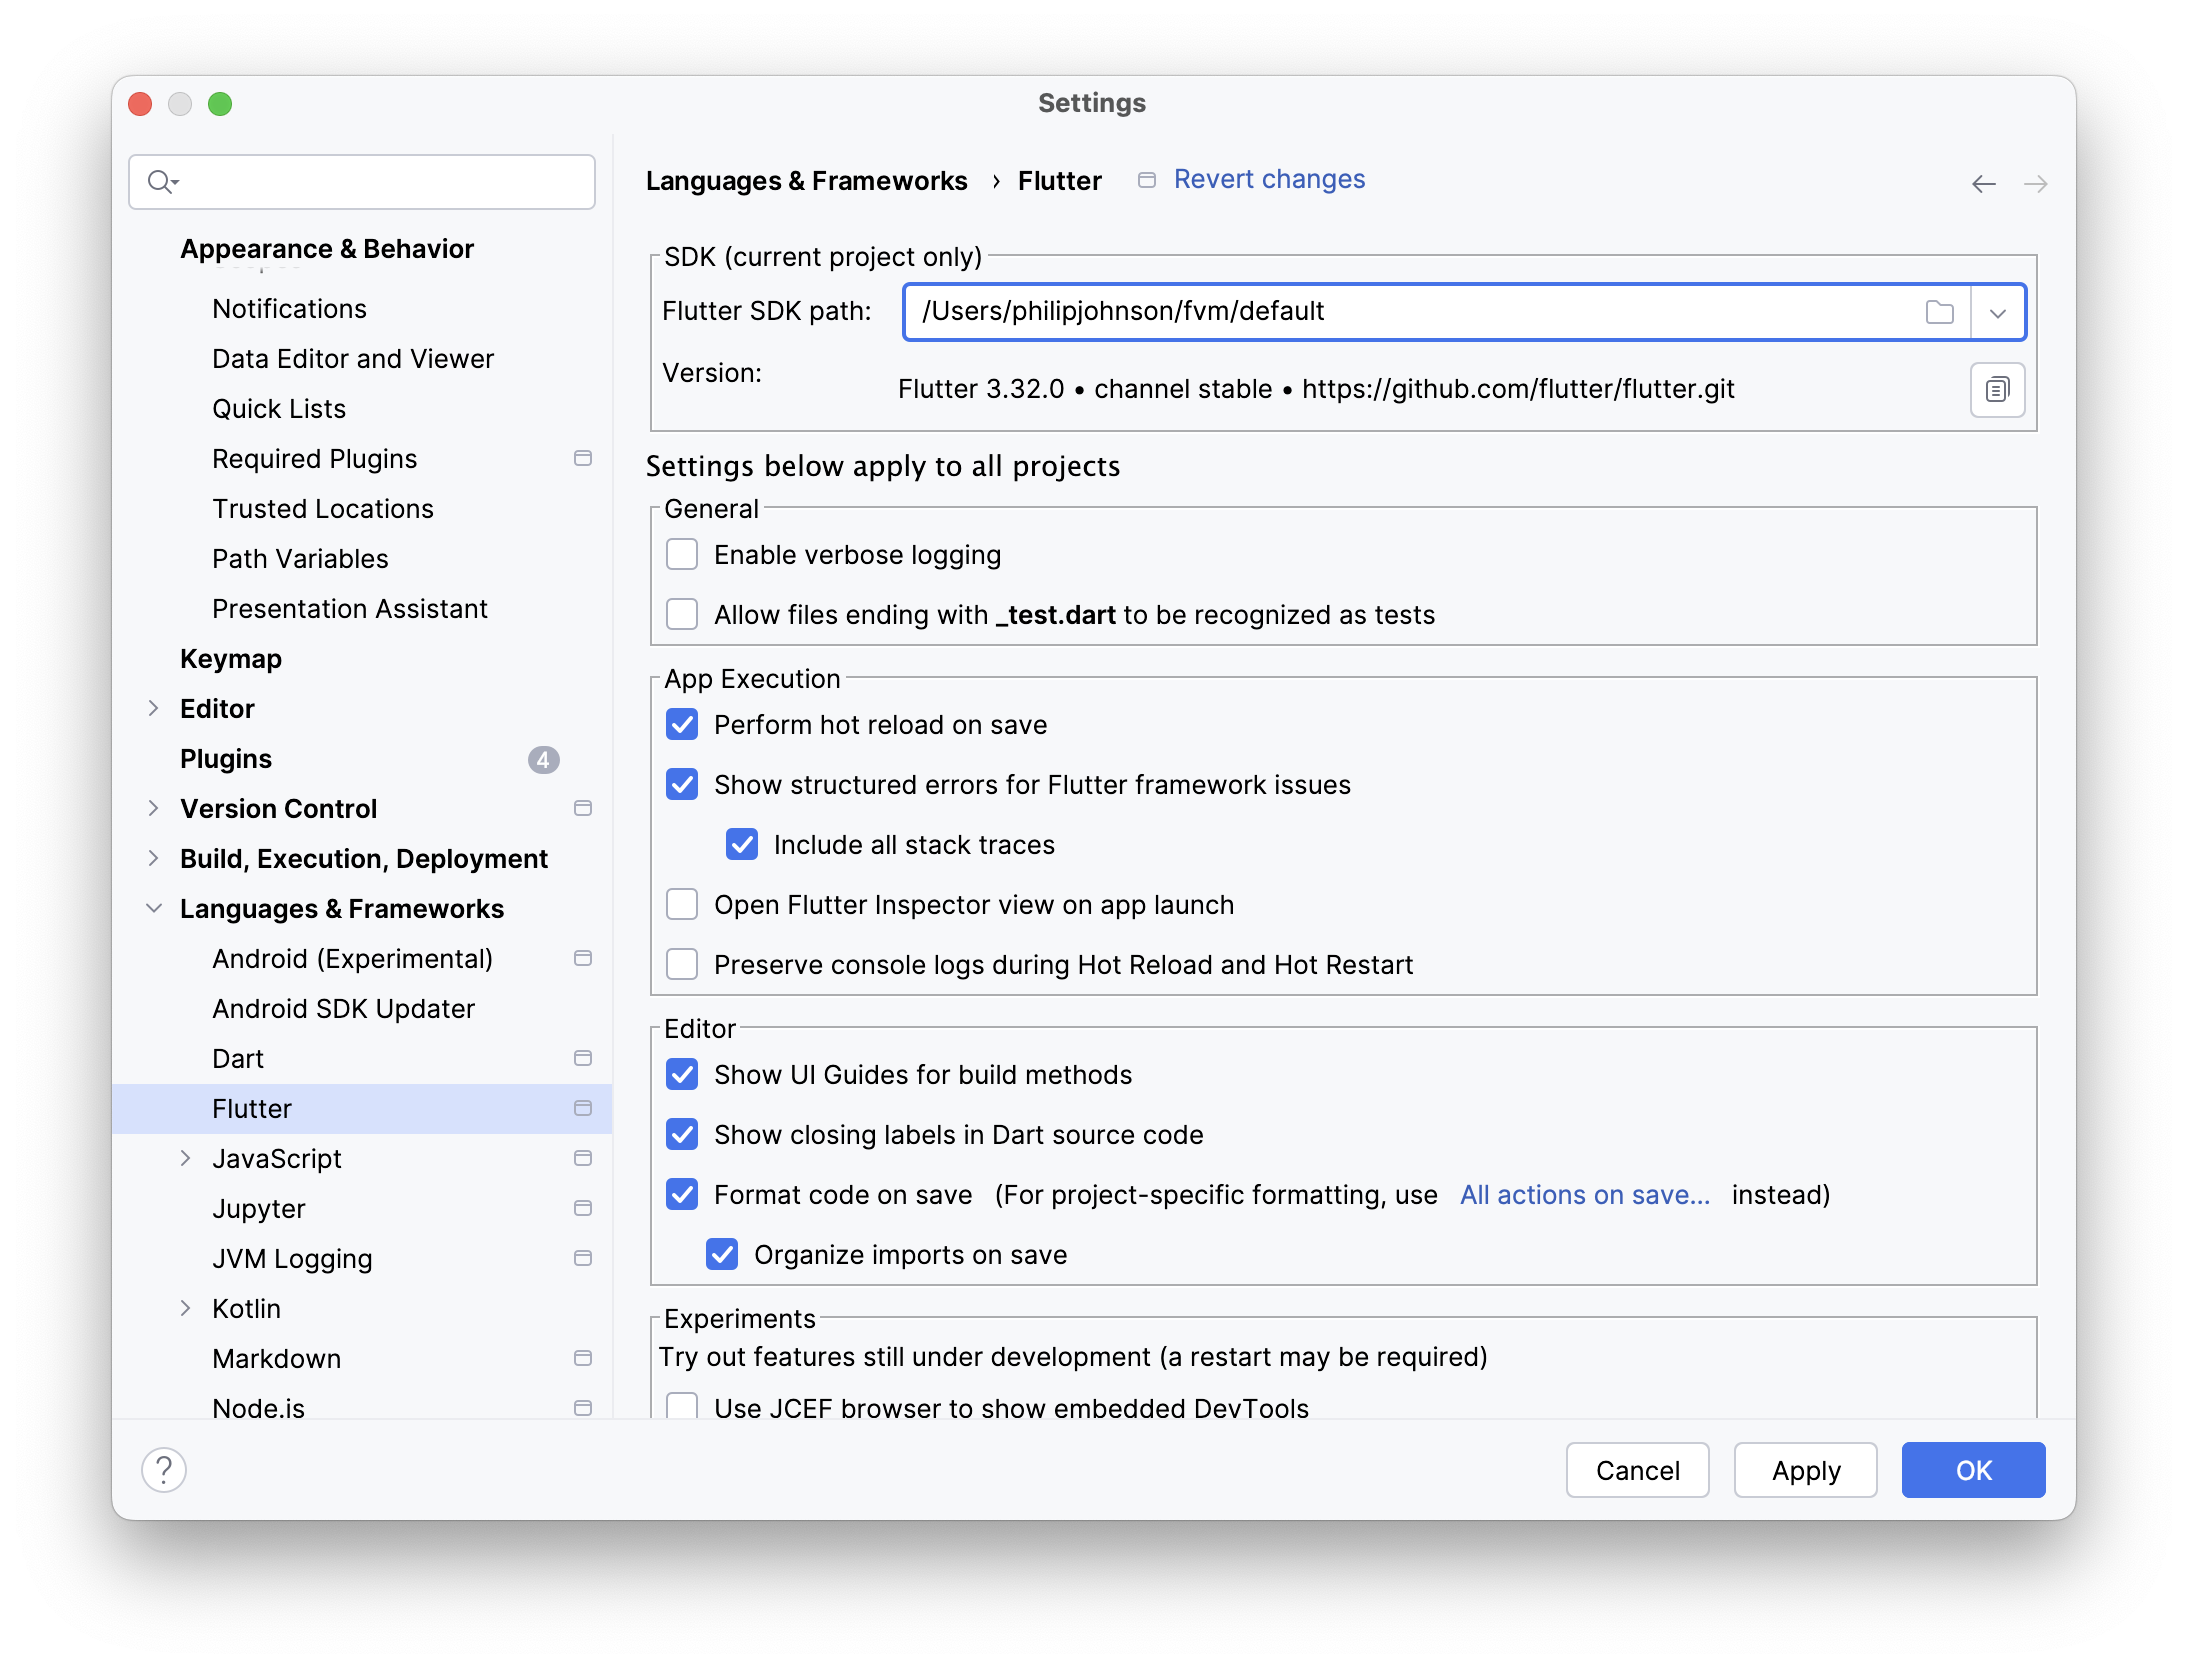 Settings
Appearance & Behavior
Notifications
Data Editor and Viewer
Quick Lists
Required Plugins
Trusted Locations
Path Variables
Presentation Assistant
Keymap
Editor
Plugins 4
Version Control
Build, Execution, Deployment
Languages & Frameworks
Android (Experimental)
Android SDK Updater
Dart
Flutter
JavaScript
Jupyter
JVM Logging
Kotlin
Markdown
Node.js
Languages & Frameworks › Flutter Revert changes
SDK (current project only)
Flutter SDK path: /Users/philipjohnson/fvm/default
Version: Flutter 3.32.0 • channel stable • https://github.com/flutter/flutter.git
Settings below apply to all projects
General
Enable verbose logging
Allow files ending with _test.dart to be recognized as tests
App Execution
Perform hot reload on save
Show structured errors for Flutter framework issues
Include all stack traces
Open Flutter Inspector view on app launch
Preserve console logs during Hot Reload and Hot Restart
Editor
Show UI Guides for build methods
Show closing labels in Dart source code
Format code on save (For project-specific formatting, use All actions on save... instead)
Organize imports on save
Experiments
Try out features still under development (a restart may be required)
Use JCEF browser to show embedded DevTools
? Cancel Apply OK